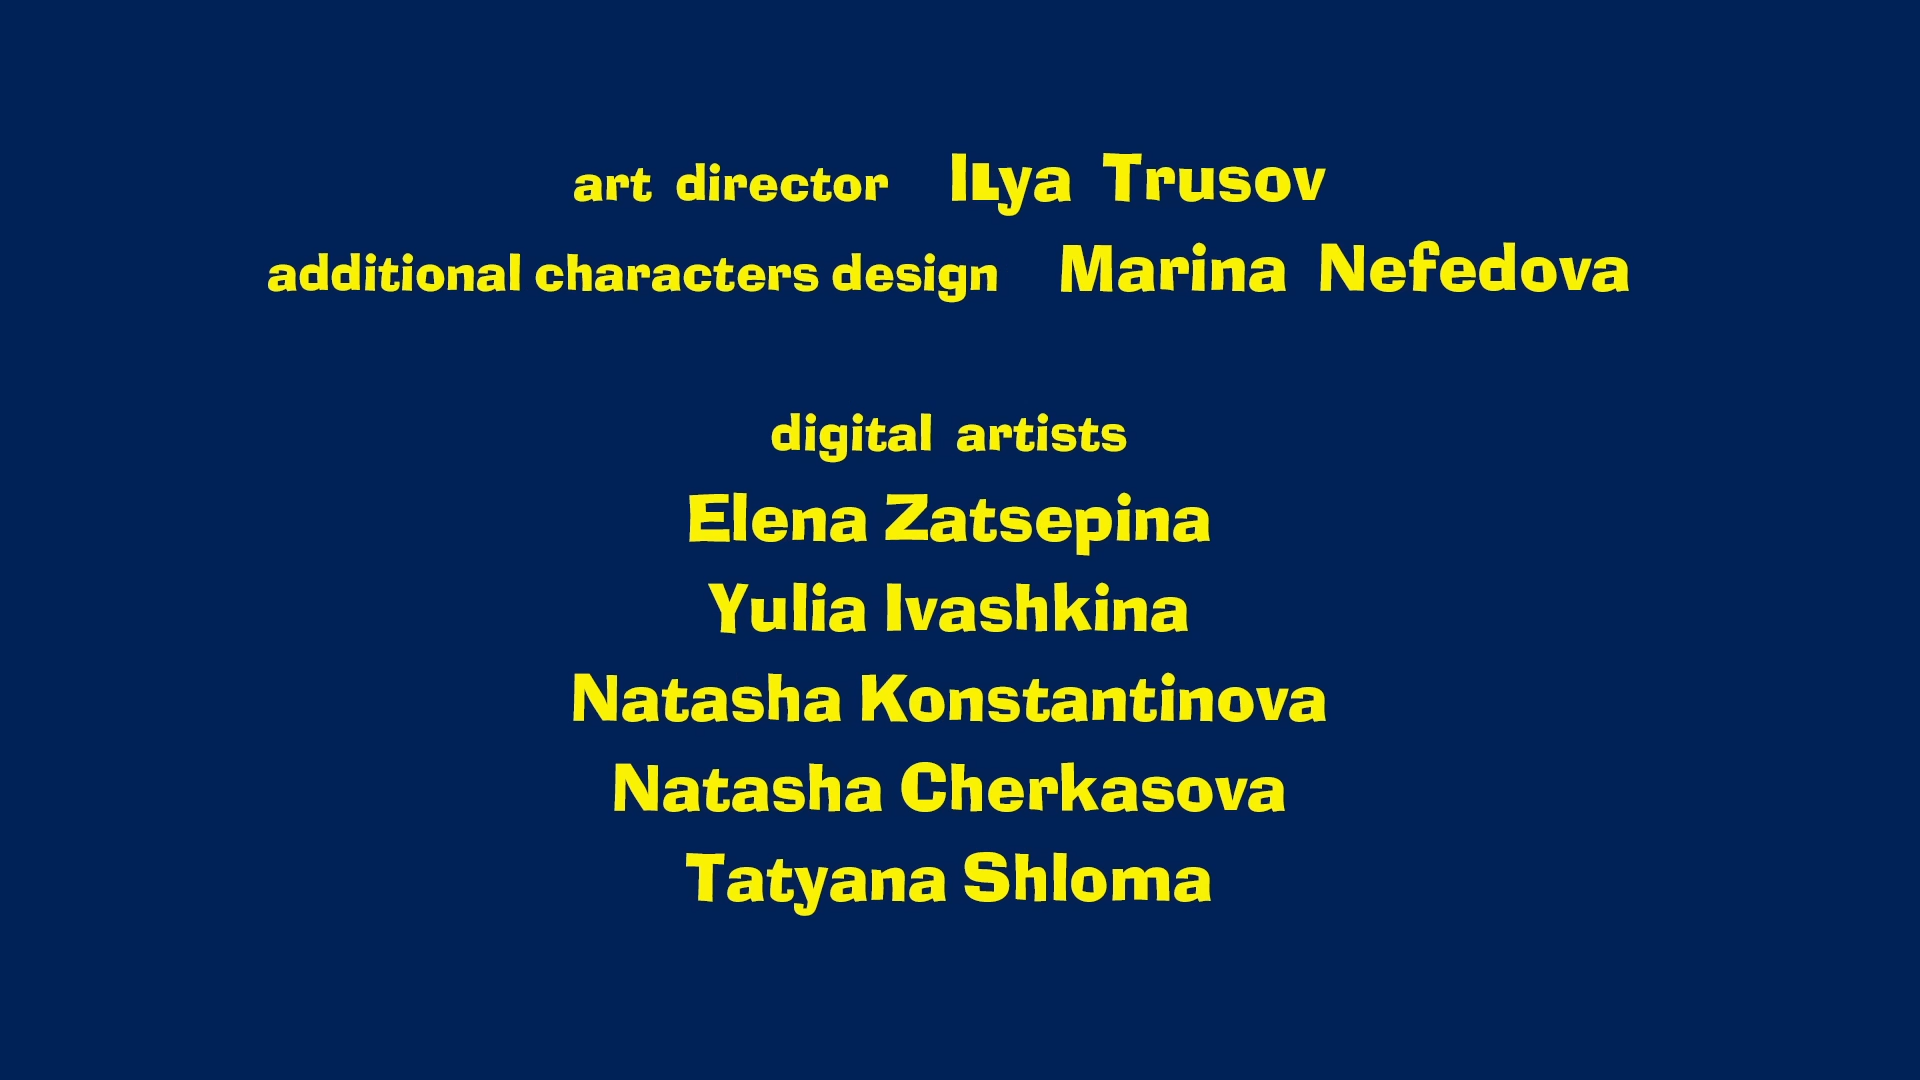 art director ILya Trusov
additional characters design Marina Nefedova
digital artists
Elena Zatsepina
Yulia Ivashkina
Natasha Konstantinova
Natasha Cherkasova
Tatyana Shloma